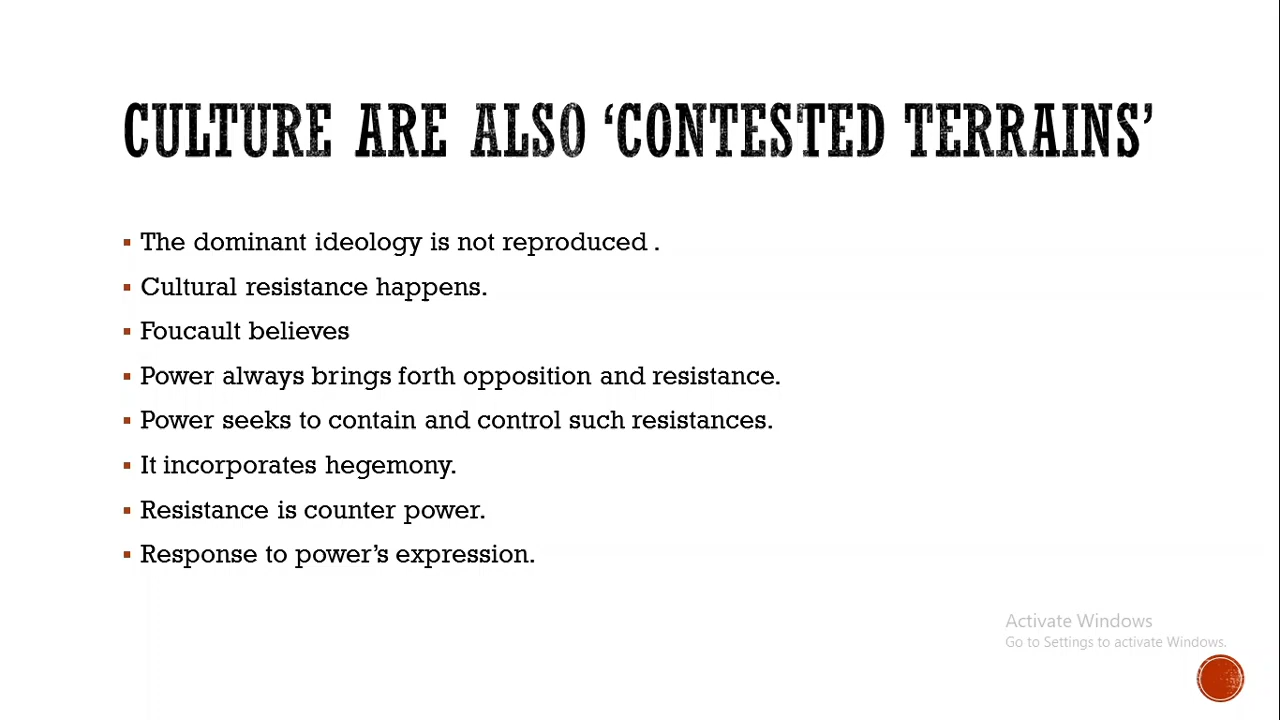 CULTURE ARE ALSO ‘CONTESTED TERRAINS’
▪ The dominant ideology is not reproduced .
▪ Cultural resistance happens.
▪ Foucault believes
▪ Power always brings forth opposition and resistance.
▪ Power seeks to contain and control such resistances.
▪ It incorporates hegemony.
▪ Resistance is counter power.
▪ Response to power’s expression.
Activate Windows
Go to Settings to activate Windows.